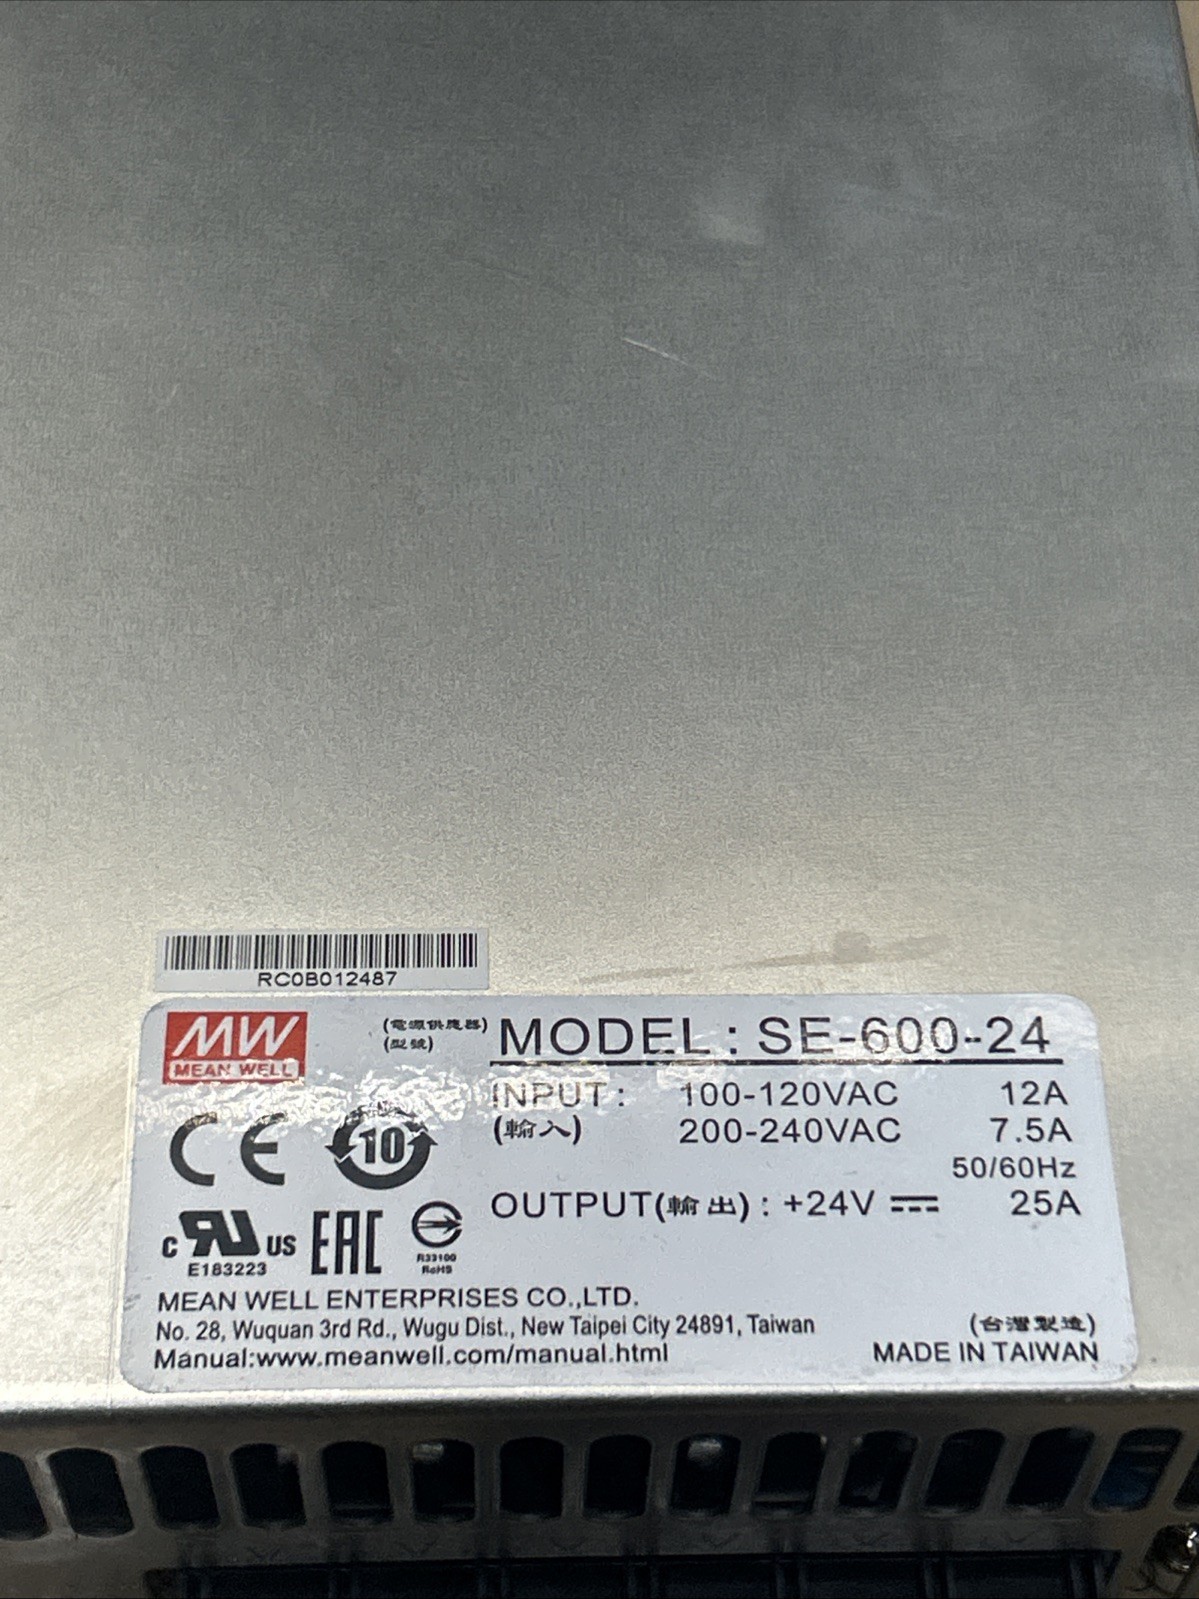 RC0B012487
MW
MEAN WELL
(電源供應器)
(型號)
MODEL : SE-600-24
INPUT : 100-120VAC 12A
(輸入) 200-240VAC 7.5A
50/60Hz
OUTPUT(輸出) : +24V 25A
CE
10
c RU US
E183223
EAC
R33100
RoHS
MEAN WELL ENTERPRISES CO.,LTD.
No. 28, Wuquan 3rd Rd., Wugu Dist., New Taipei City 24891, Taiwan
Manual:www.meanwell.com/manual.html
(台灣製造)
MADE IN TAIWAN